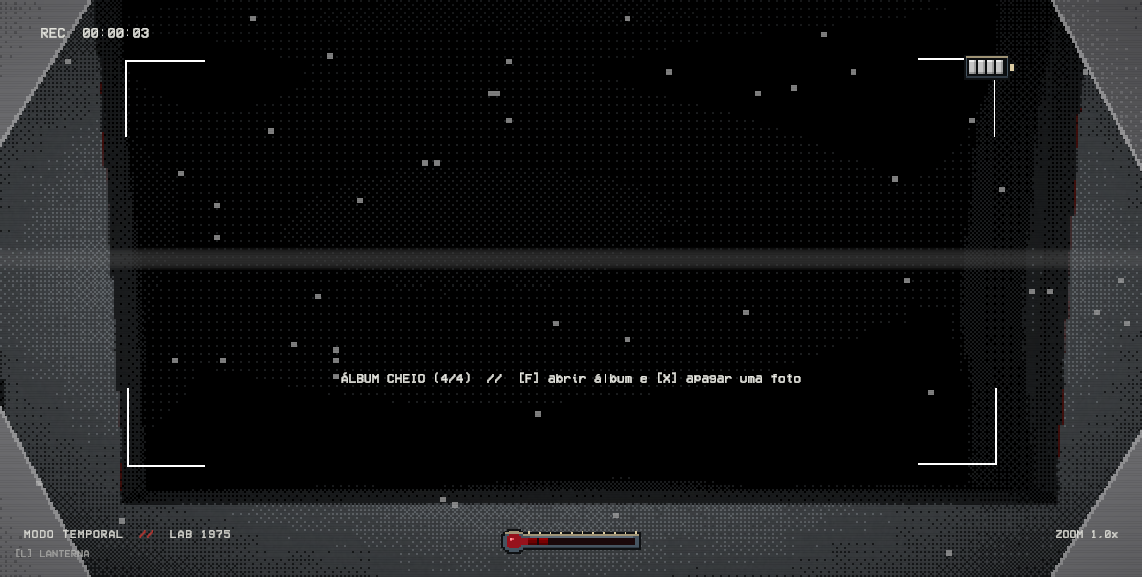 REC 00:00:03
ÁLBUM CHEIO (4/4) // [F] abrir álbum e [X] apagar uma foto
MODO TEMPORAL // LAB 1975
ZOOM 1.0x
[L] LANTERNA